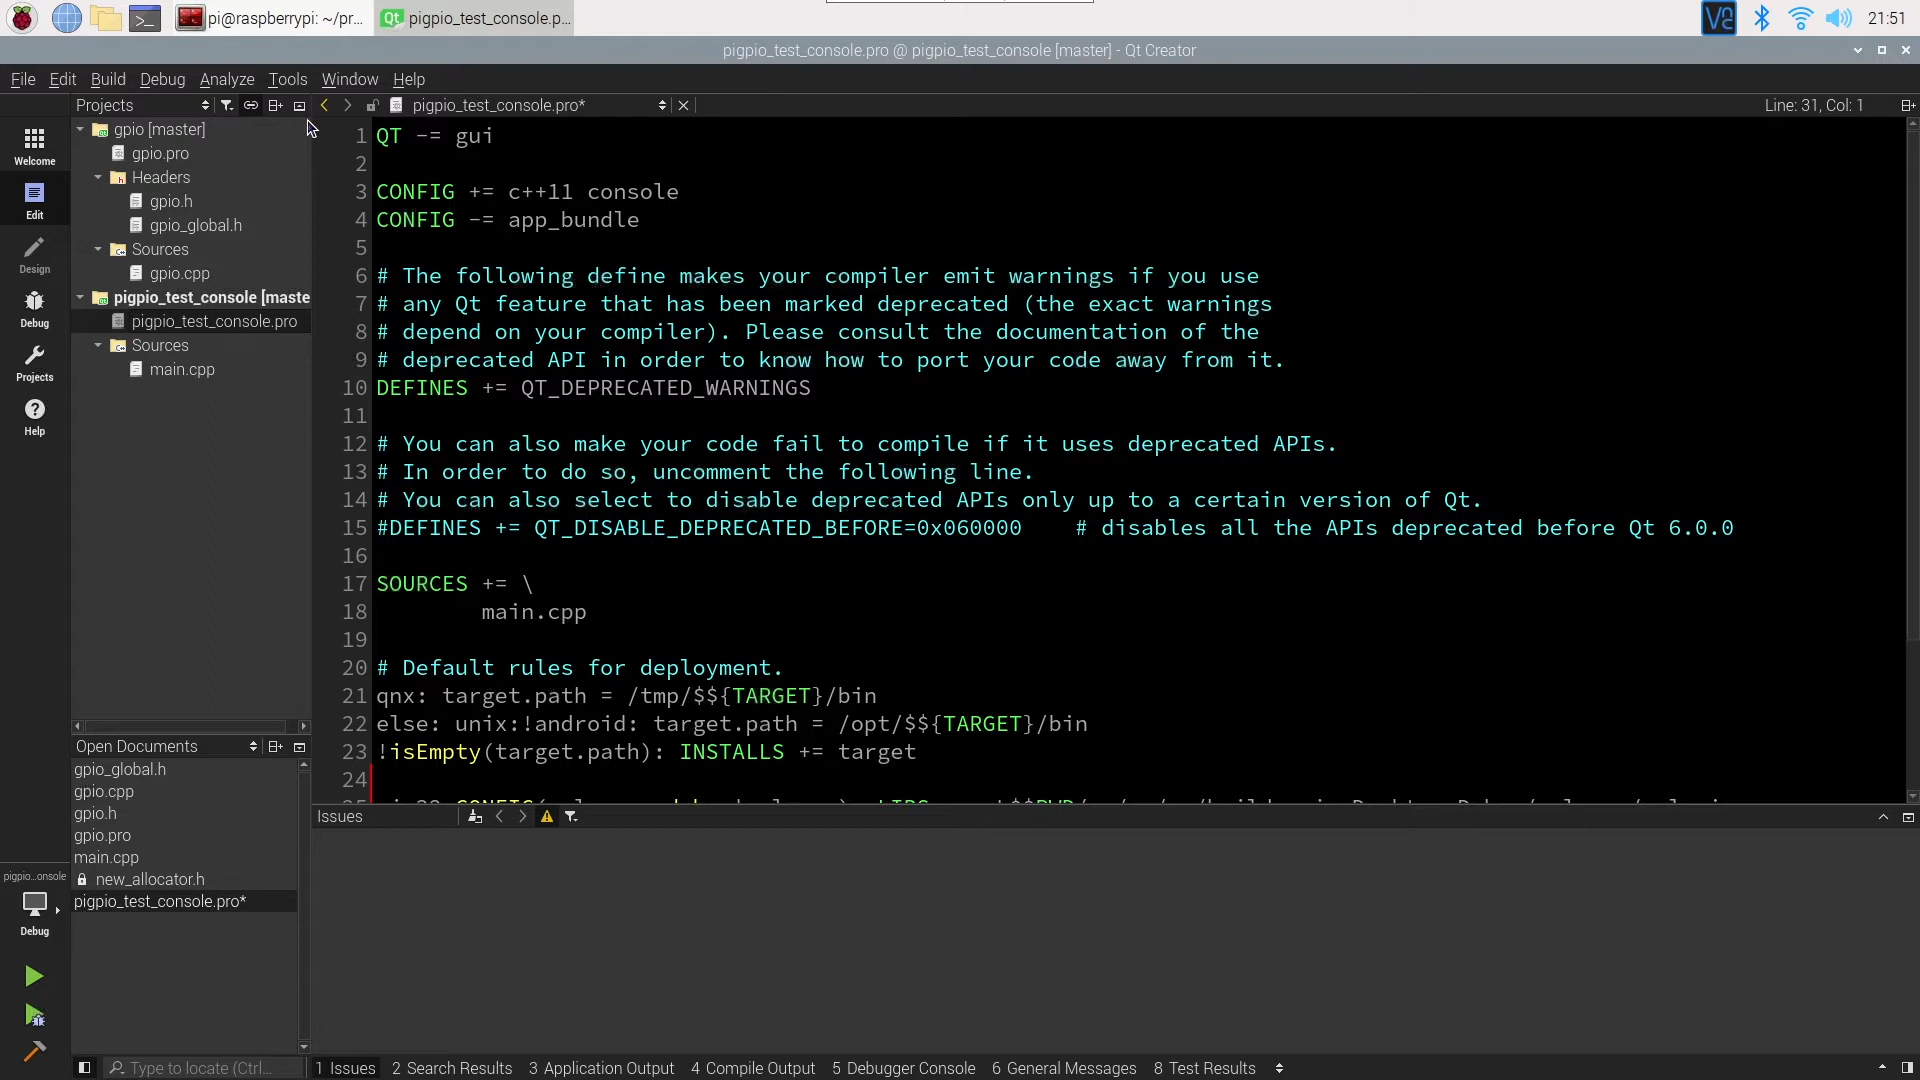 pi@raspberrypi: ~/pr...
Qt pigpio_test_console.p...
21:51
pigpio_test_console.pro @ pigpio_test_console [master] - Qt Creator
File Edit Build Debug Analyze Tools Window Help
Projects
pigpio_test_console.pro*
Line: 31, Col: 1
gpio [master]
gpio.pro
Headers
gpio.h
gpio_global.h
Sources
gpio.cpp
pigpio_test_console [maste
pigpio_test_console.pro
Sources
main.cpp
Welcome
Edit
Design
Debug
Projects
Help
1 QT -= gui
2
3 CONFIG += c++11 console
4 CONFIG -= app_bundle
5
6 # The following define makes your compiler emit warnings if you use
7 # any Qt feature that has been marked deprecated (the exact warnings
8 # depend on your compiler). Please consult the documentation of the
9 # deprecated API in order to know how to port your code away from it.
10 DEFINES += QT_DEPRECATED_WARNINGS
11
12 # You can also make your code fail to compile if it uses deprecated APIs.
13 # In order to do so, uncomment the following line.
14 # You can also select to disable deprecated APIs only up to a certain version of Qt.
15 #DEFINES += QT_DISABLE_DEPRECATED_BEFORE=0x060000    # disables all the APIs deprecated before Qt 6.0.0
16
17 SOURCES += \
18         main.cpp
19
20 # Default rules for deployment.
21 qnx: target.path = /tmp/$${TARGET}/bin
22 else: unix:!android: target.path = /opt/$${TARGET}/bin
23 !isEmpty(target.path): INSTALLS += target
24
Open Documents
gpio_global.h
gpio.cpp
gpio.h
gpio.pro
main.cpp
new_allocator.h
pigpio_test_console.pro*
Issues
pigpio...onsole
Debug
Type to locate (Ctrl...
1 Issues 2 Search Results 3 Application Output 4 Compile Output 5 Debugger Console 6 General Messages 8 Test Results